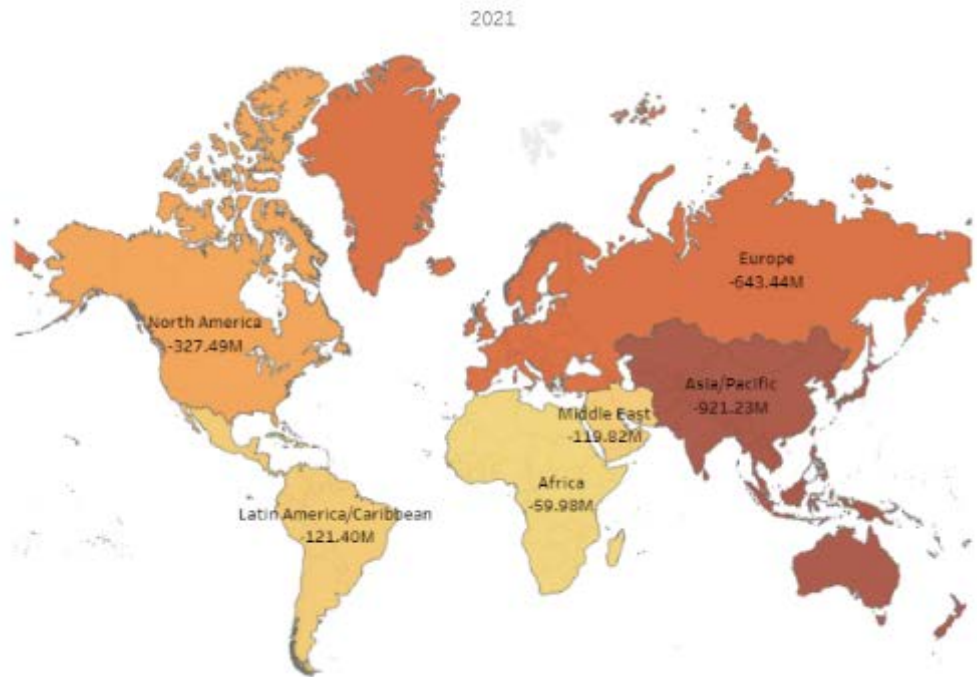 2021
Europe
-643.44M
North America
-327.49M
Asia/Pacific
-921.23M
Middle East
-119.82M
Africa
-59.98M
Latin America/Caribbean
-121.40M